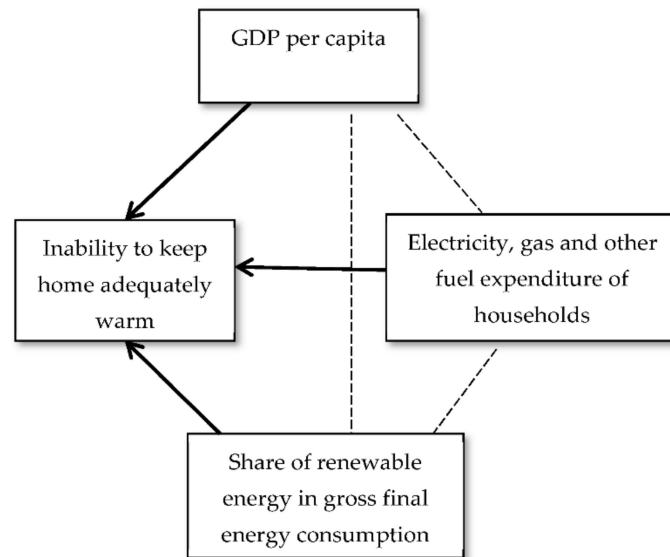 GDP per capita
Inability to keep
home adequately
warm
Electricity, gas and other
fuel expenditure of
households
Share of renewable
energy in gross final
energy consumption